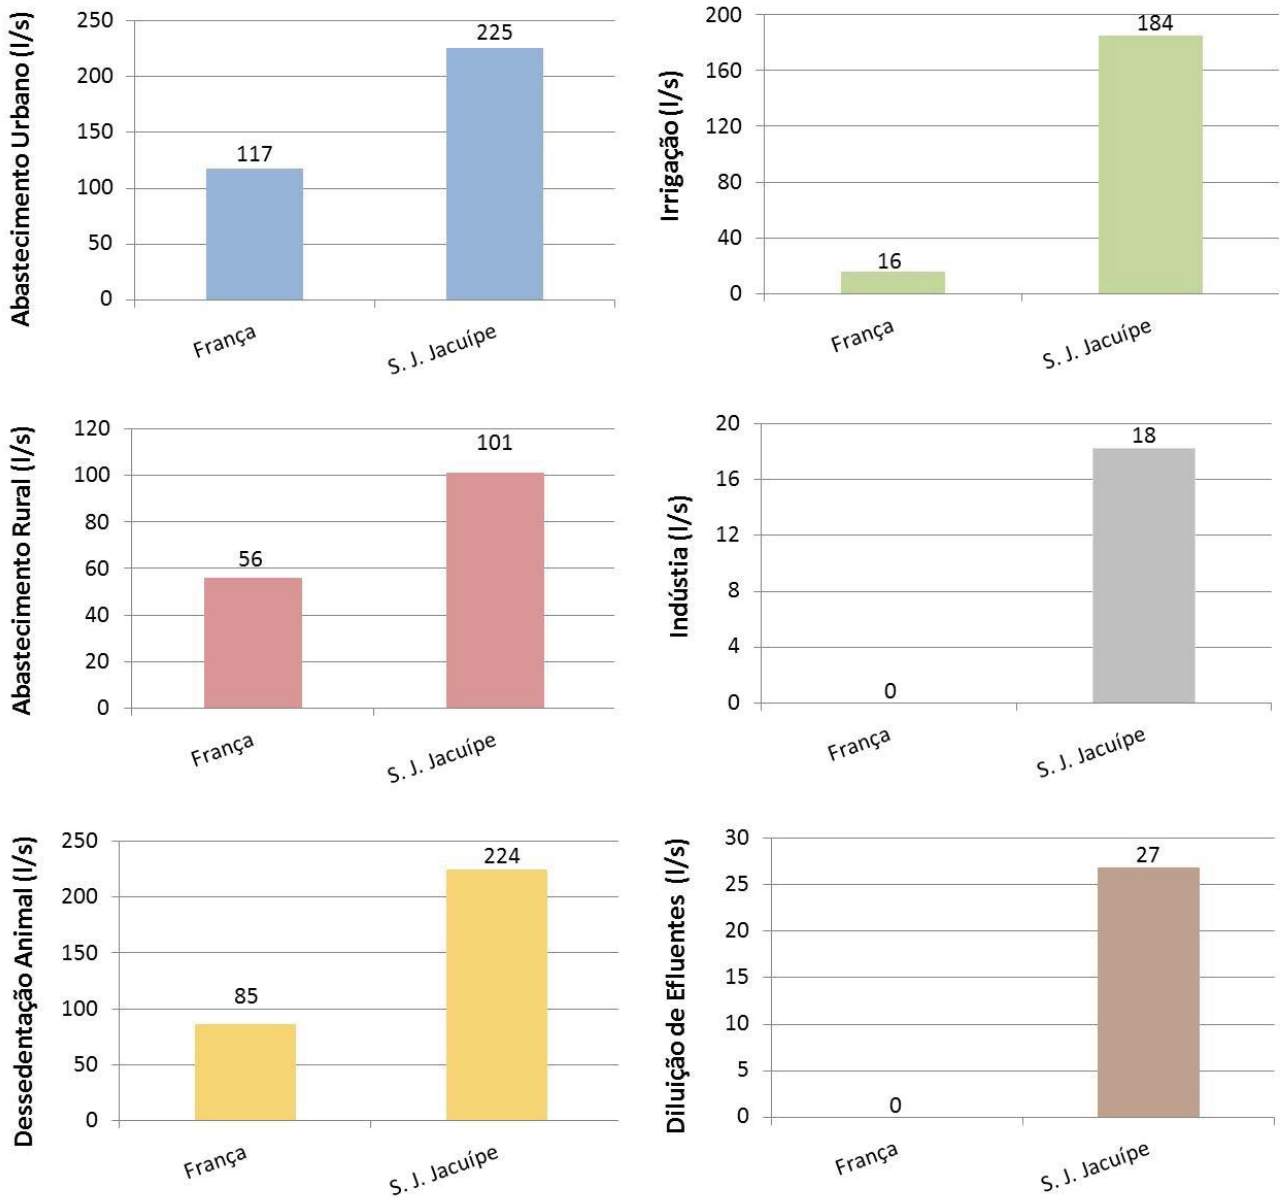 Abastecimento Urbano (l/s)
250
200
150
100
50
0
117
225
França
S. J. Jacuípe
Irrigação (l/s)
200
160
120
80
40
0
16
184
França
S. J. Jacuípe
Abastecimento Rural (l/s)
120
100
80
60
40
20
0
56
101
França
S. J. Jacuípe
Indústia (l/s)
20
16
12
8
4
0
0
18
França
S. J. Jacuípe
Dessedentação Animal (l/s)
250
200
150
100
50
0
85
224
França
S. J. Jacuípe
Diluição de Efluentes (l/s)
30
25
20
15
10
5
0
0
27
França
S. J. Jacuípe